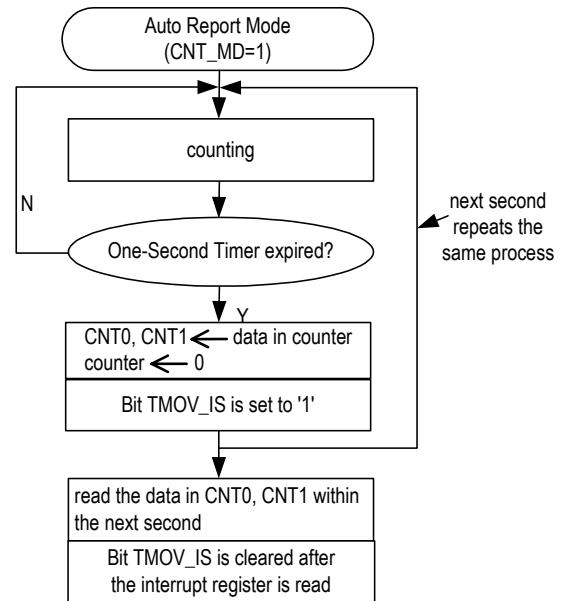 Auto Report Mode
(CNT_MD=1)
counting
N
next second
repeats the
same process
One-Second Timer expired?
Y
CNT0, CNT1 ← data in counter
counter ← 0
Bit TMOV_IS is set to '1'
read the data in CNT0, CNT1 within
the next second
Bit TMOV_IS is cleared after
the interrupt register is read